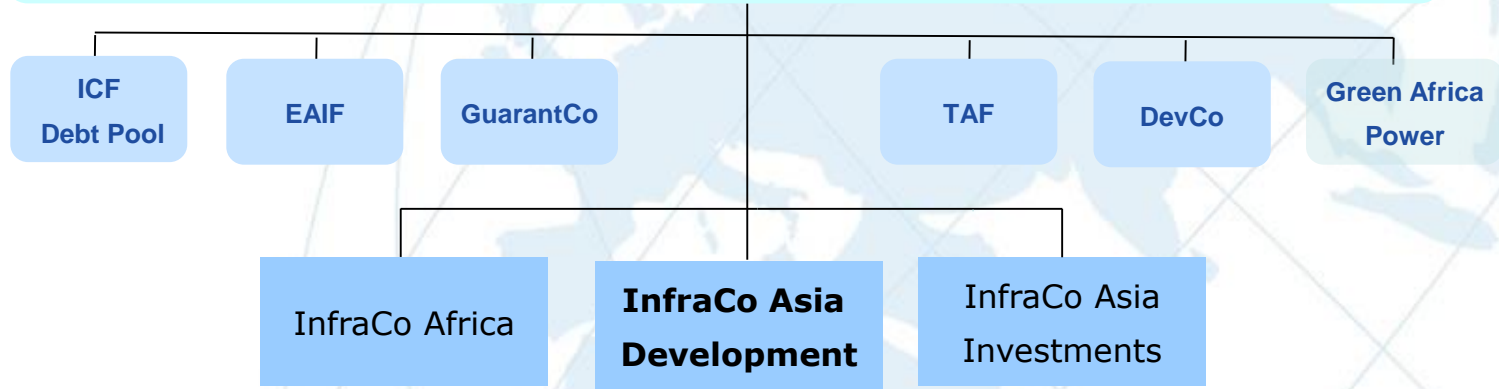 ICF
Debt Pool
EAIF
GuarantCo
TAF
DevCo
Green Africa
Power
InfraCo Africa
InfraCo Asia
Development
InfraCo Asia
Investments